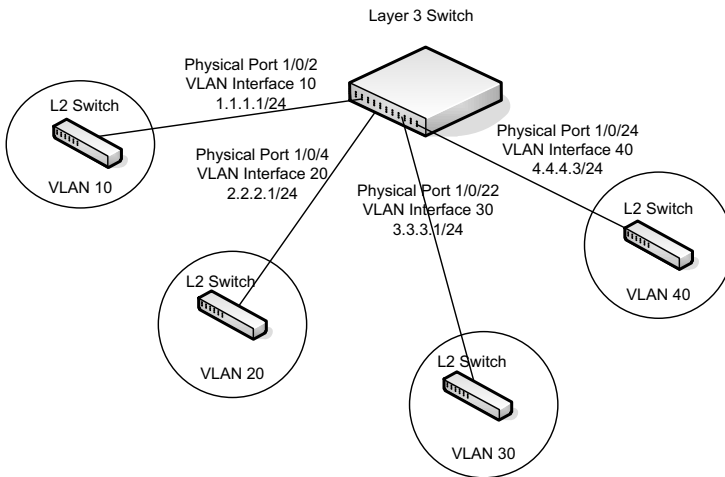 Layer 3 Switch
Physical Port 1/0/2
VLAN Interface 10
1.1.1.1/24
L2 Switch
VLAN 10
Physical Port 1/0/4
VLAN Interface 20
2.2.2.1/24
L2 Switch
VLAN 20
Physical Port 1/0/22
VLAN Interface 30
3.3.3.1/24
L2 Switch
VLAN 30
Physical Port 1/0/24
VLAN Interface 40
4.4.4.3/24
L2 Switch
VLAN 40